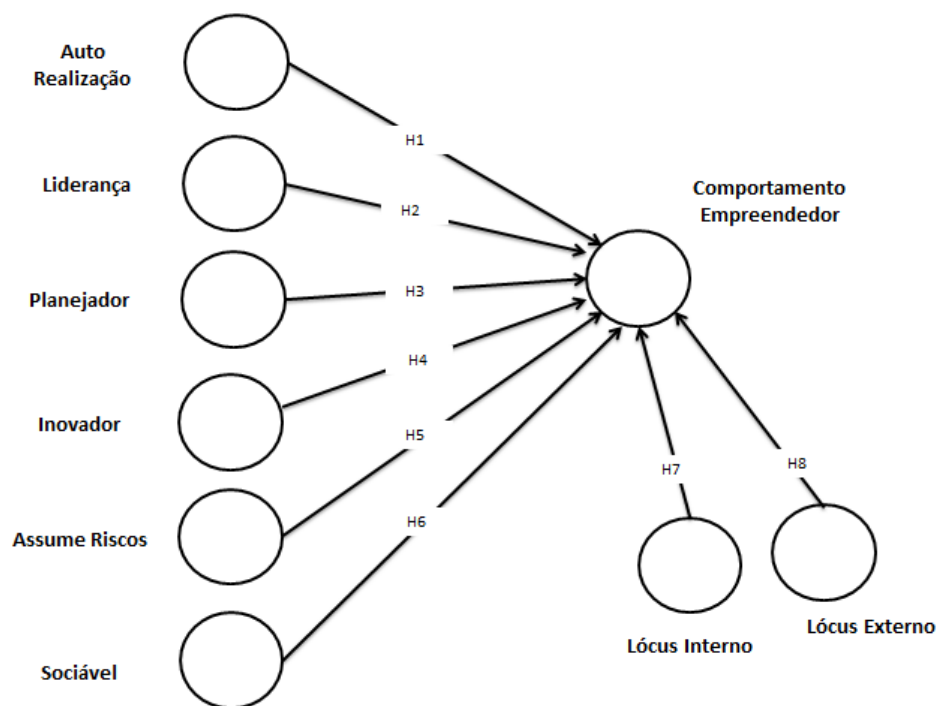 Auto
Realização
H1
Liderança
H2
Comportamento
Empreendedor
Planejador
H3
H4
Inovador
H5
H7
H8
H6
Assume Riscos
Lócus Externo
Lócus Interno
Sociável